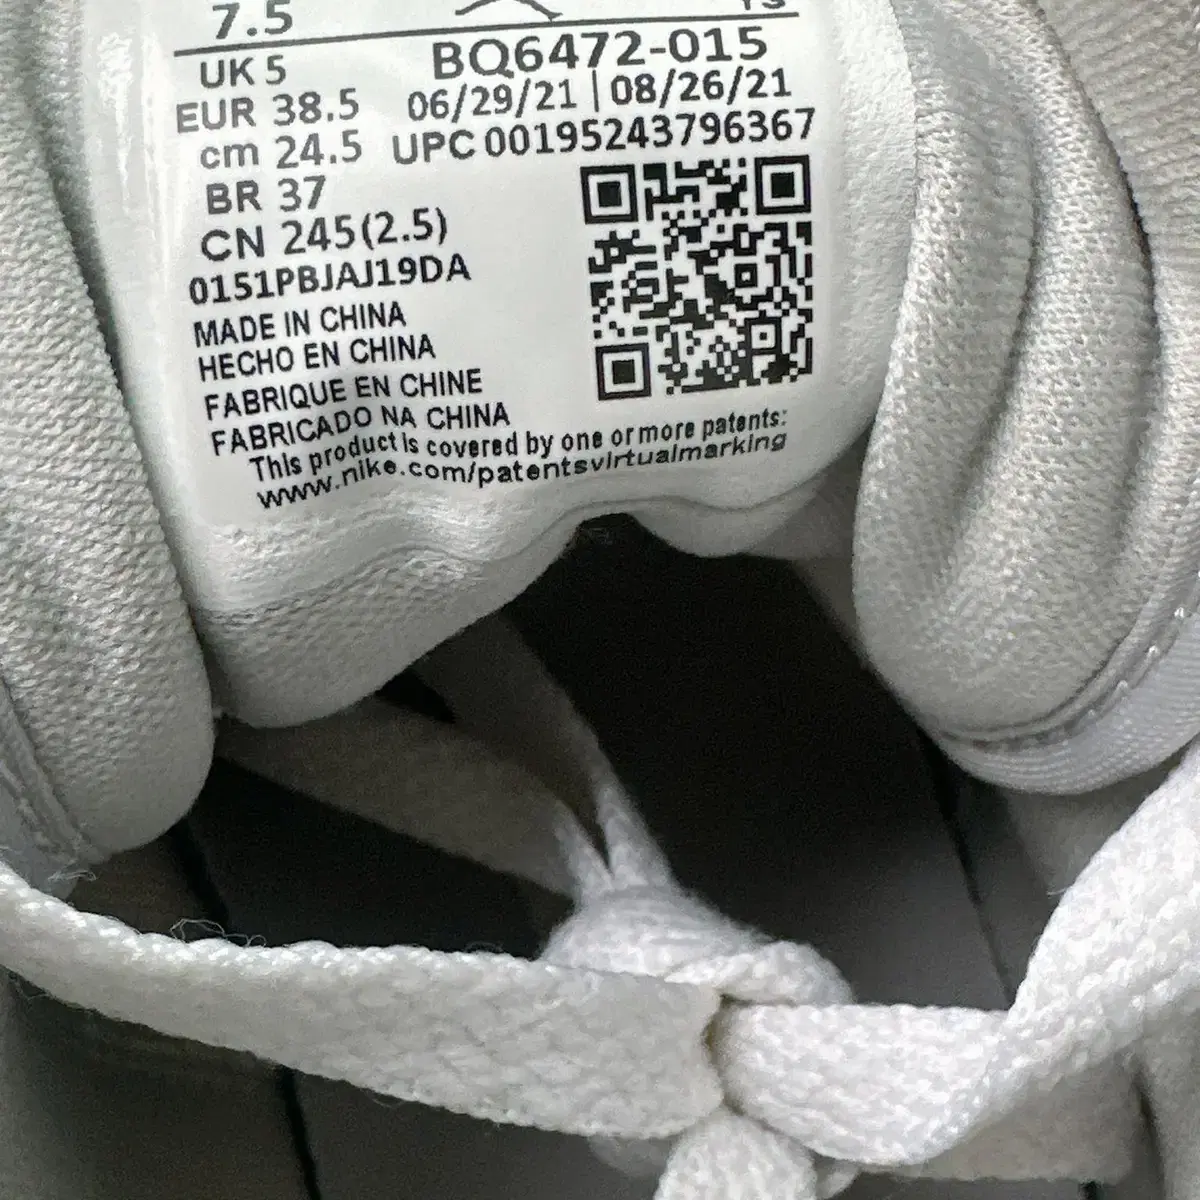 7.5
UK 5
BQ6472-015
EUR 38.5
06/29/21 | 08/26/21
cm 24.5
UPC 00195243796367
BR 37
CN 245(2.5)
0151PBJAJ19DA
MADE IN CHINA
HECHO EN CHINA
FABRIQUE EN CHINE
FABRICADO NA CHINA
This product is covered by one or more patents:
www.nike.com/patentsvirtualmarking